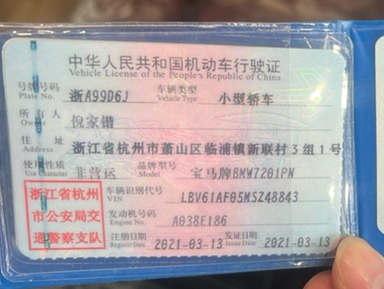 中华人民共和国机动车行驶证
Vehicle License of the People's Republic of China
号牌号码 浙A99D6J 车辆类型 小型轿车
Plate No. Vehicle Type
所有人 倪家锴
Owner
住址 浙江省杭州市萧山区临浦镇新联村3组1号
Address
使用性质 非营运 品牌型号 宝马牌BMW7201PN
Use Character Model
浙江省杭州市公安局交通警察支队
车辆识别代号 LBV61AF05MSZ48843
VIN
发动机号码 A038F186
Engine No.
注册日期 2021-03-13 发证日期 2021-03-13
Register Date Issue Date